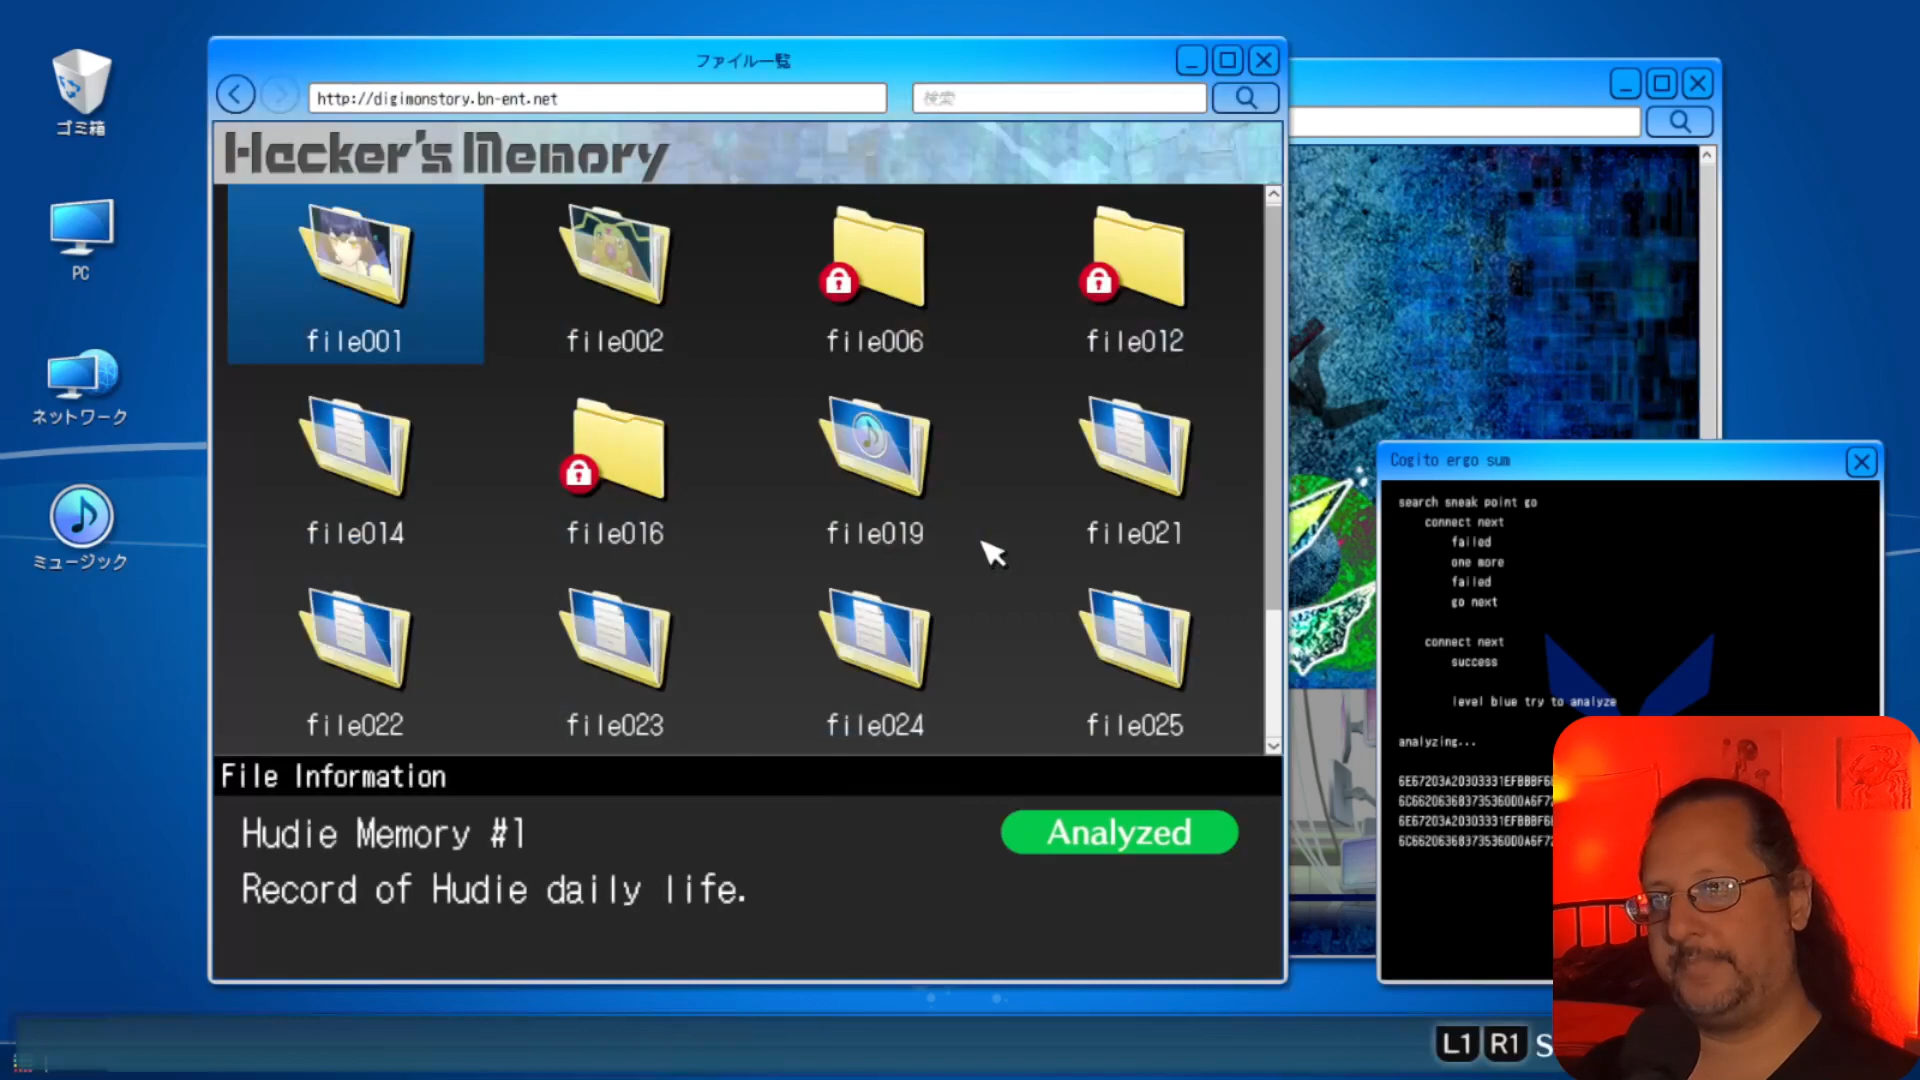 ゴミ箱
PC
ネットワーク
ミュージック
ファイル一覧
http://digimonstory.bn-ent.net
検索
Hacker's Memory
file001
file002
file006
file012
file014
file016
file019
file021
file022
file023
file024
file025
File Information
Hudie Memory #1
Analyzed
Record of Hudie daily life.
Cogito ergo sum
search sneak point go
connect next
failed
one more
failed
go next
connect next
success
level blue try to analyze
analyzing...
L1 R1 S